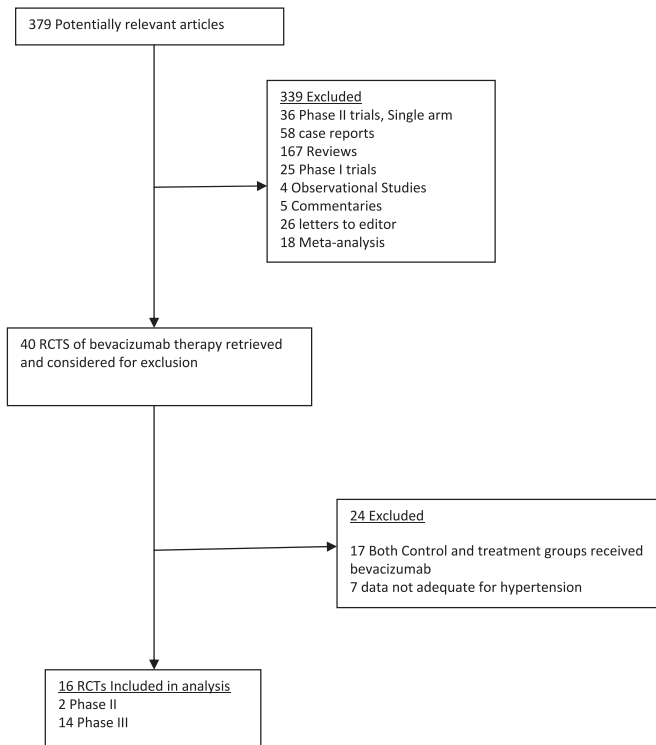 379 Potentially relevant articles
339 Excluded
36 Phase II trials, Single arm
58 case reports
167 Reviews
25 Phase I trials
4 Observational Studies
5 Commentaries
26 letters to editor
18 Meta-analysis
40 RCTS of bevacizumab therapy retrieved
and considered for exclusion
24 Excluded
17 Both Control and treatment groups received
bevacizumab
7 data not adequate for hypertension
16 RCTs Included in analysis
2 Phase II
14 Phase III